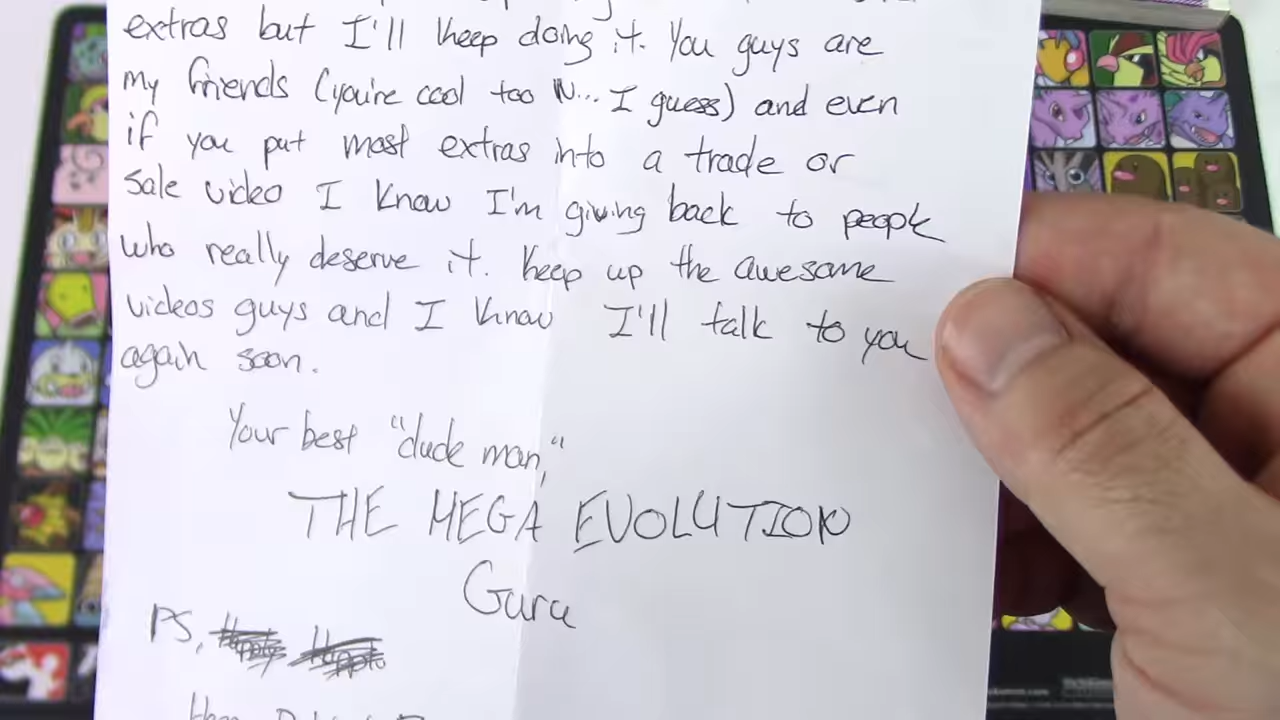 extras but I'll keep doing it. You guys are
my friends (you're cool too N... I guess) and even
if you put most extras into a trade or
sale video I know I'm giving back to people
who really deserve it. Keep up the awesome
videos guys and I know I'll talk to you
again soon.
Your best "dude man,"
THE MEGA EVOLUTION
Guru
PS,